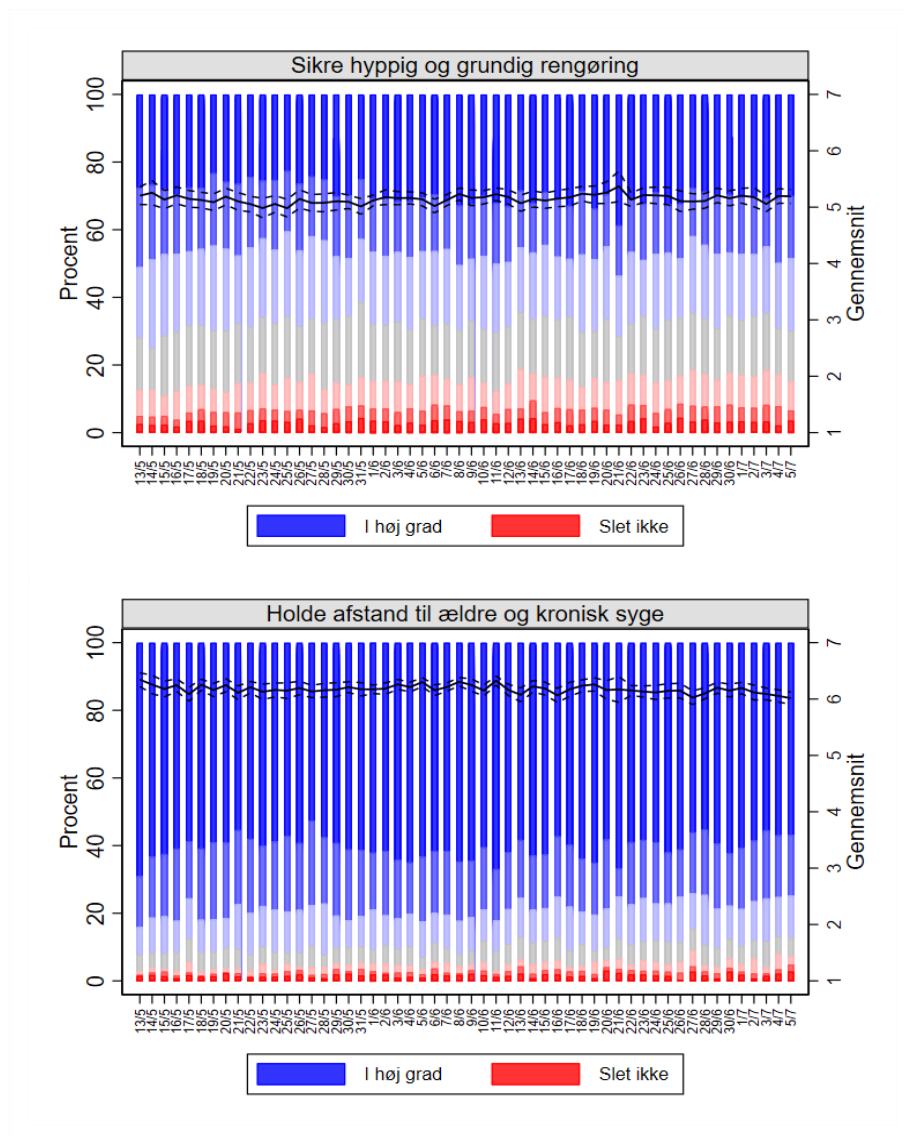 Sikre hyppig og grundig rengøring
Procent
100
80
60
40
20
0
Gennemsnit
7
6
5
4
3
2
1
13/5 14/5 15/5 16/5 17/5 18/5 19/5 20/5 21/5 22/5 23/5 24/5 25/5 26/5 27/5 28/5 29/5 30/5 31/5 1/6 2/6 3/6 4/6 5/6 6/6 7/6 8/6 9/6 10/6 11/6 12/6 13/6 14/6 15/6 16/6 17/6 18/6 19/6 20/6 21/6 22/6 23/6 24/6 25/6 26/6 27/6 28/6 29/6 30/6 1/7 2/7 3/7 4/7 5/7
I høj grad Slet ikke
Holde afstand til ældre og kronisk syge
Procent
100
80
60
40
20
0
Gennemsnit
7
6
5
4
3
2
1
13/5 14/5 15/5 16/5 17/5 18/5 19/5 20/5 21/5 22/5 23/5 24/5 25/5 26/5 27/5 28/5 29/5 30/5 31/5 1/6 2/6 3/6 4/6 5/6 6/6 7/6 8/6 9/6 10/6 11/6 12/6 13/6 14/6 15/6 16/6 17/6 18/6 19/6 20/6 21/6 22/6 23/6 24/6 25/6 26/6 27/6 28/6 29/6 30/6 1/7 2/7 3/7 4/7 5/7
I høj grad Slet ikke